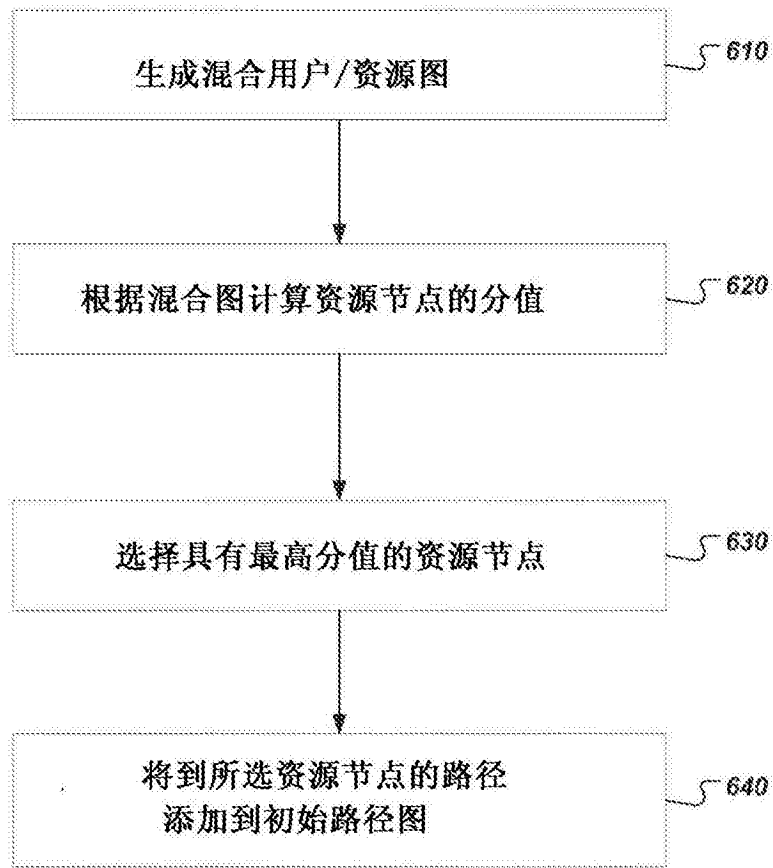 生成混合用户/资源图
610
根据混合图计算资源节点的分值
620
选择具有最高分值的资源节点
630
将到所选资源节点的路径
添加到初始路径图
640